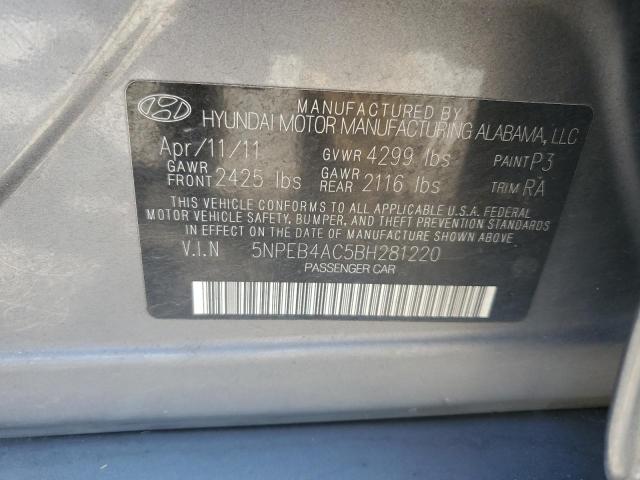 MANUFACTURED BY
HYUNDAI MOTOR MANUFACTURING ALABAMA, LLC
Apr/11/11 GVWR 4299 lbs PAINT P3
GAWR FRONT 2425 lbs GAWR REAR 2116 lbs TRIM RA
THIS VEHICLE CONFORMS TO ALL APPLICABLE U.S.A. FEDERAL
MOTOR VEHICLE SAFETY, BUMPER, AND THEFT PREVENTION STANDARDS
IN EFFECT ON THE DATE OF MANUFACTURE SHOWN ABOVE.
V.I.N 5NPEB4AC5BH281220
PASSENGER CAR